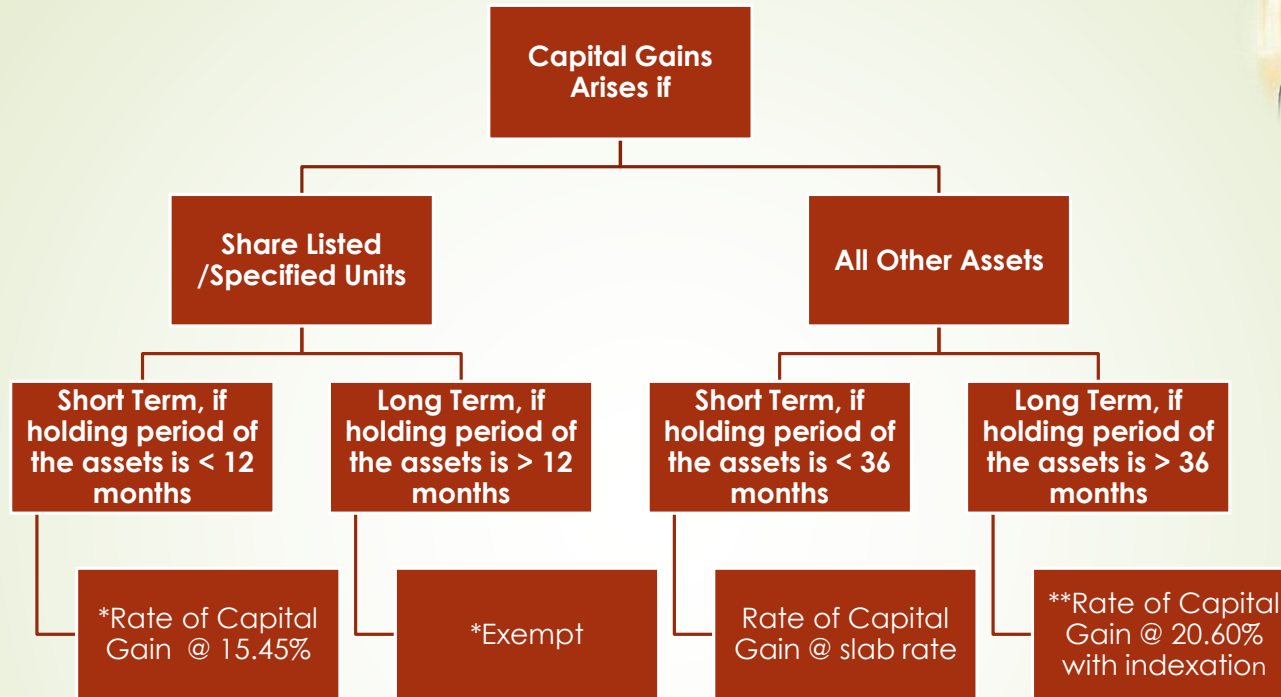 Capital Gains
Arises if
Share Listed
/Specified Units
All Other Assets
Short Term, if
holding period of
the assets is < 12
months
Long Term, if
holding period of
the assets is > 12
months
Short Term, if
holding period of
the assets is < 36
months
Long Term, if
holding period of
the assets is > 36
months
*Rate of Capital
Gain @ 15.45%
*Exempt
Rate of Capital
Gain @ slab rate
**Rate of Capital
Gain @ 20.60%
with indexation